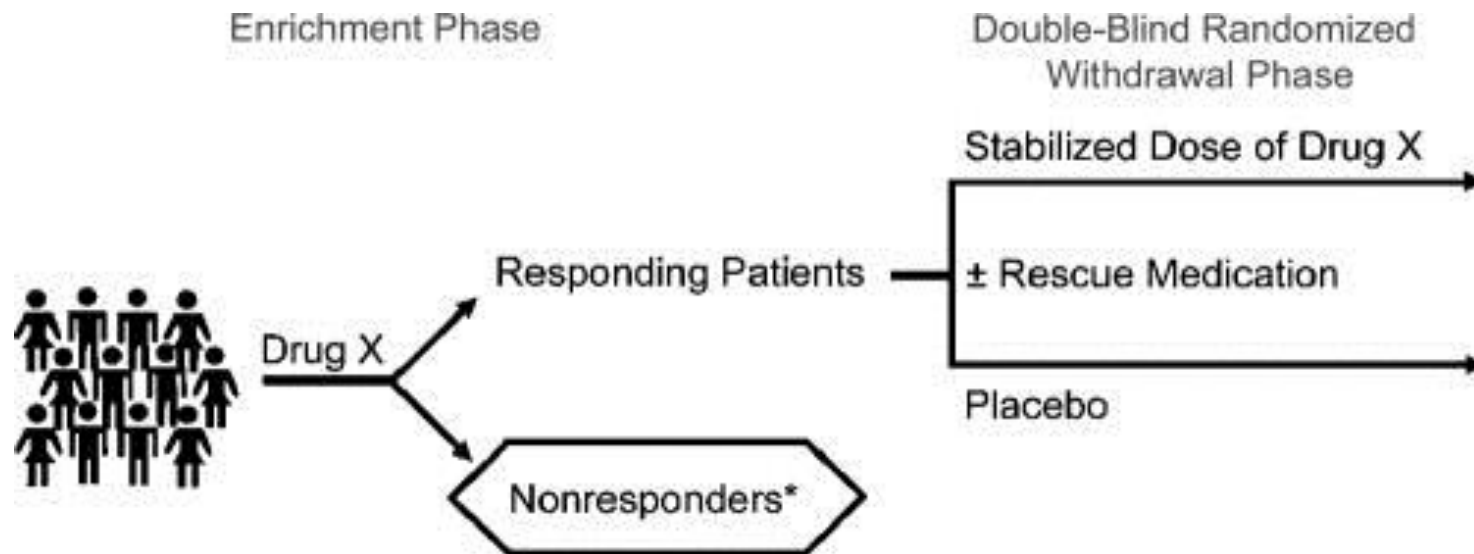 Enrichment Phase
Double-Blind Randomized
Withdrawal Phase
Stabilized Dose of Drug X
Responding Patients
± Rescue Medication
Drug X
Placebo
Nonresponders*